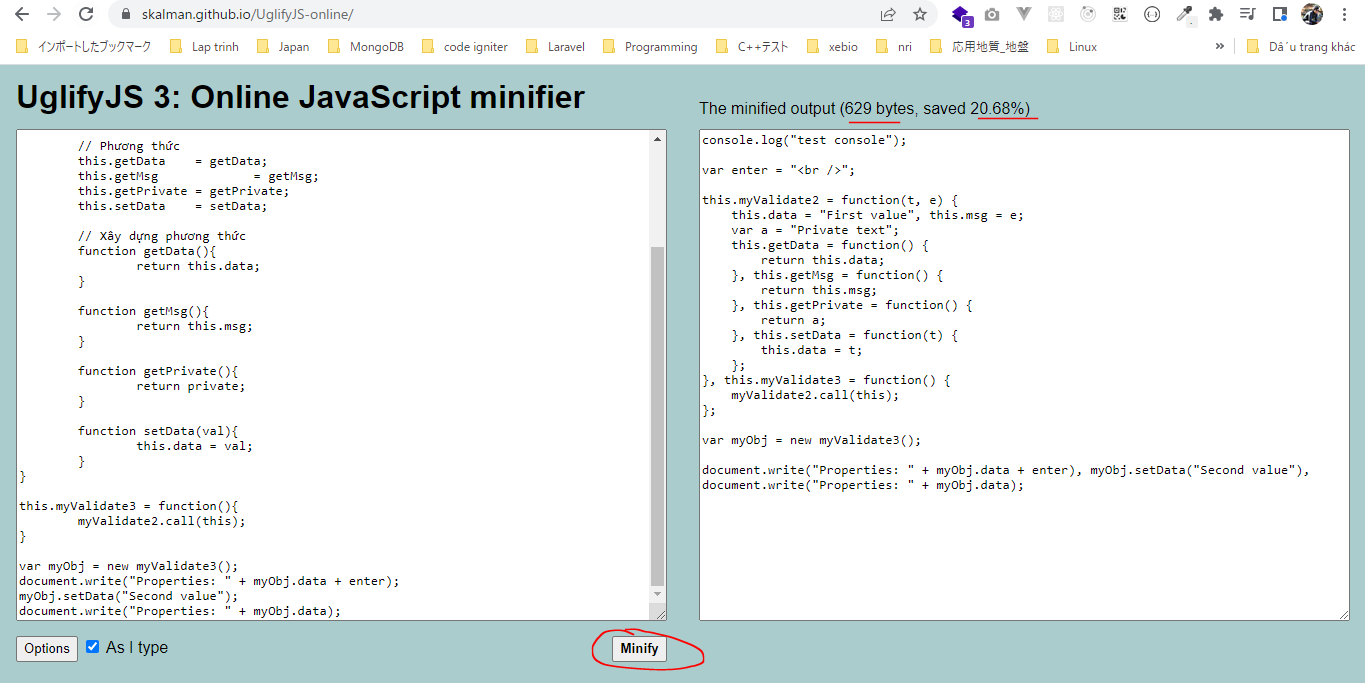 skalman.github.io/UglifyJS-online/
3
インポートしたブックマーク Lap trinh Japan MongoDB code igniter Laravel Programming C++テスト xebio nri 応用地質_地盤 Linux » Dấu trang khác
UglifyJS 3: Online JavaScript minifier
// Phương thức
this.getData    = getData;
this.getMsg             = getMsg;
this.getPrivate = getPrivate;
this.setData    = setData;
// Xây dựng phương thức
function getData(){
return this.data;
}
function getMsg(){
return this.msg;
}
function getPrivate(){
return private;
}
function setData(val){
this.data = val;
}
}
this.myValidate3 = function(){
myValidate2.call(this);
}
var myObj = new myValidate3();
document.write("Properties: " + myObj.data + enter);
myObj.setData("Second value");
document.write("Properties: " + myObj.data);
Options As I type Minify
The minified output (629 bytes, saved 20.68%)
console.log("test console");
var enter = "<br />";
this.myValidate2 = function(t, e) {
this.data = "First value", this.msg = e;
var a = "Private text";
this.getData = function() {
return this.data;
}, this.getMsg = function() {
return this.msg;
}, this.getPrivate = function() {
return a;
}, this.setData = function(t) {
this.data = t;
};
}, this.myValidate3 = function() {
myValidate2.call(this);
};
var myObj = new myValidate3();
document.write("Properties: " + myObj.data + enter), myObj.setData("Second value"),
document.write("Properties: " + myObj.data);